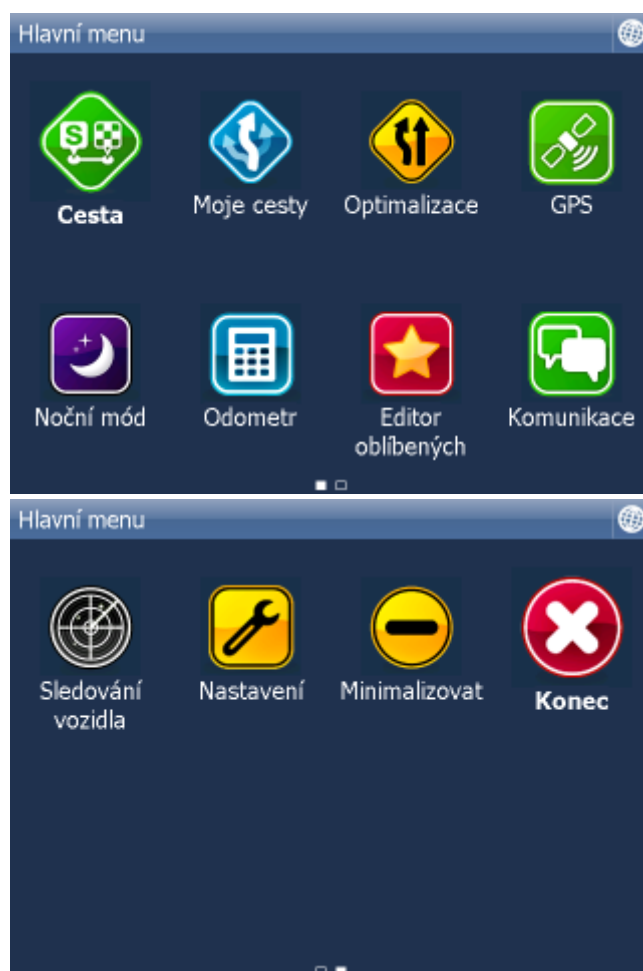 Hlavní menu
S
Cesta
Moje cesty
Optimalizace
GPS
Noční mód
Odometr
Editor
oblíbených
Komunikace
Hlavní menu
Sledování
vozidla
Nastavení
Minimalizovat
Konec